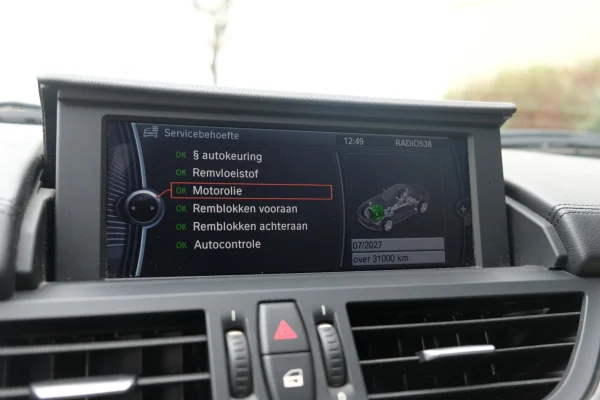 Servicebehoefte
12:49
RADIO538
OK § autokeuring
OK Remvloeistof
OK Motorolie
OK Remblokken vooraan
OK Remblokken achteraan
OK Autocontrole
07/2027
over 31000 km